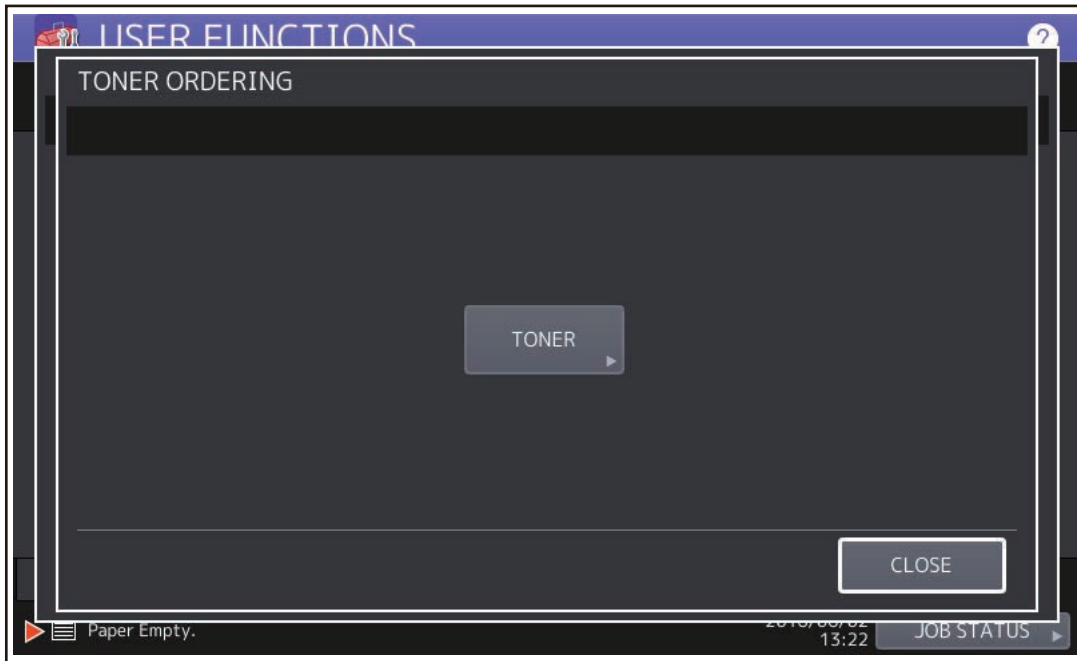 USER FUNCTIONS
?
TONER ORDERING
TONER
CLOSE
Paper Empty.
13:22
JOB STATUS